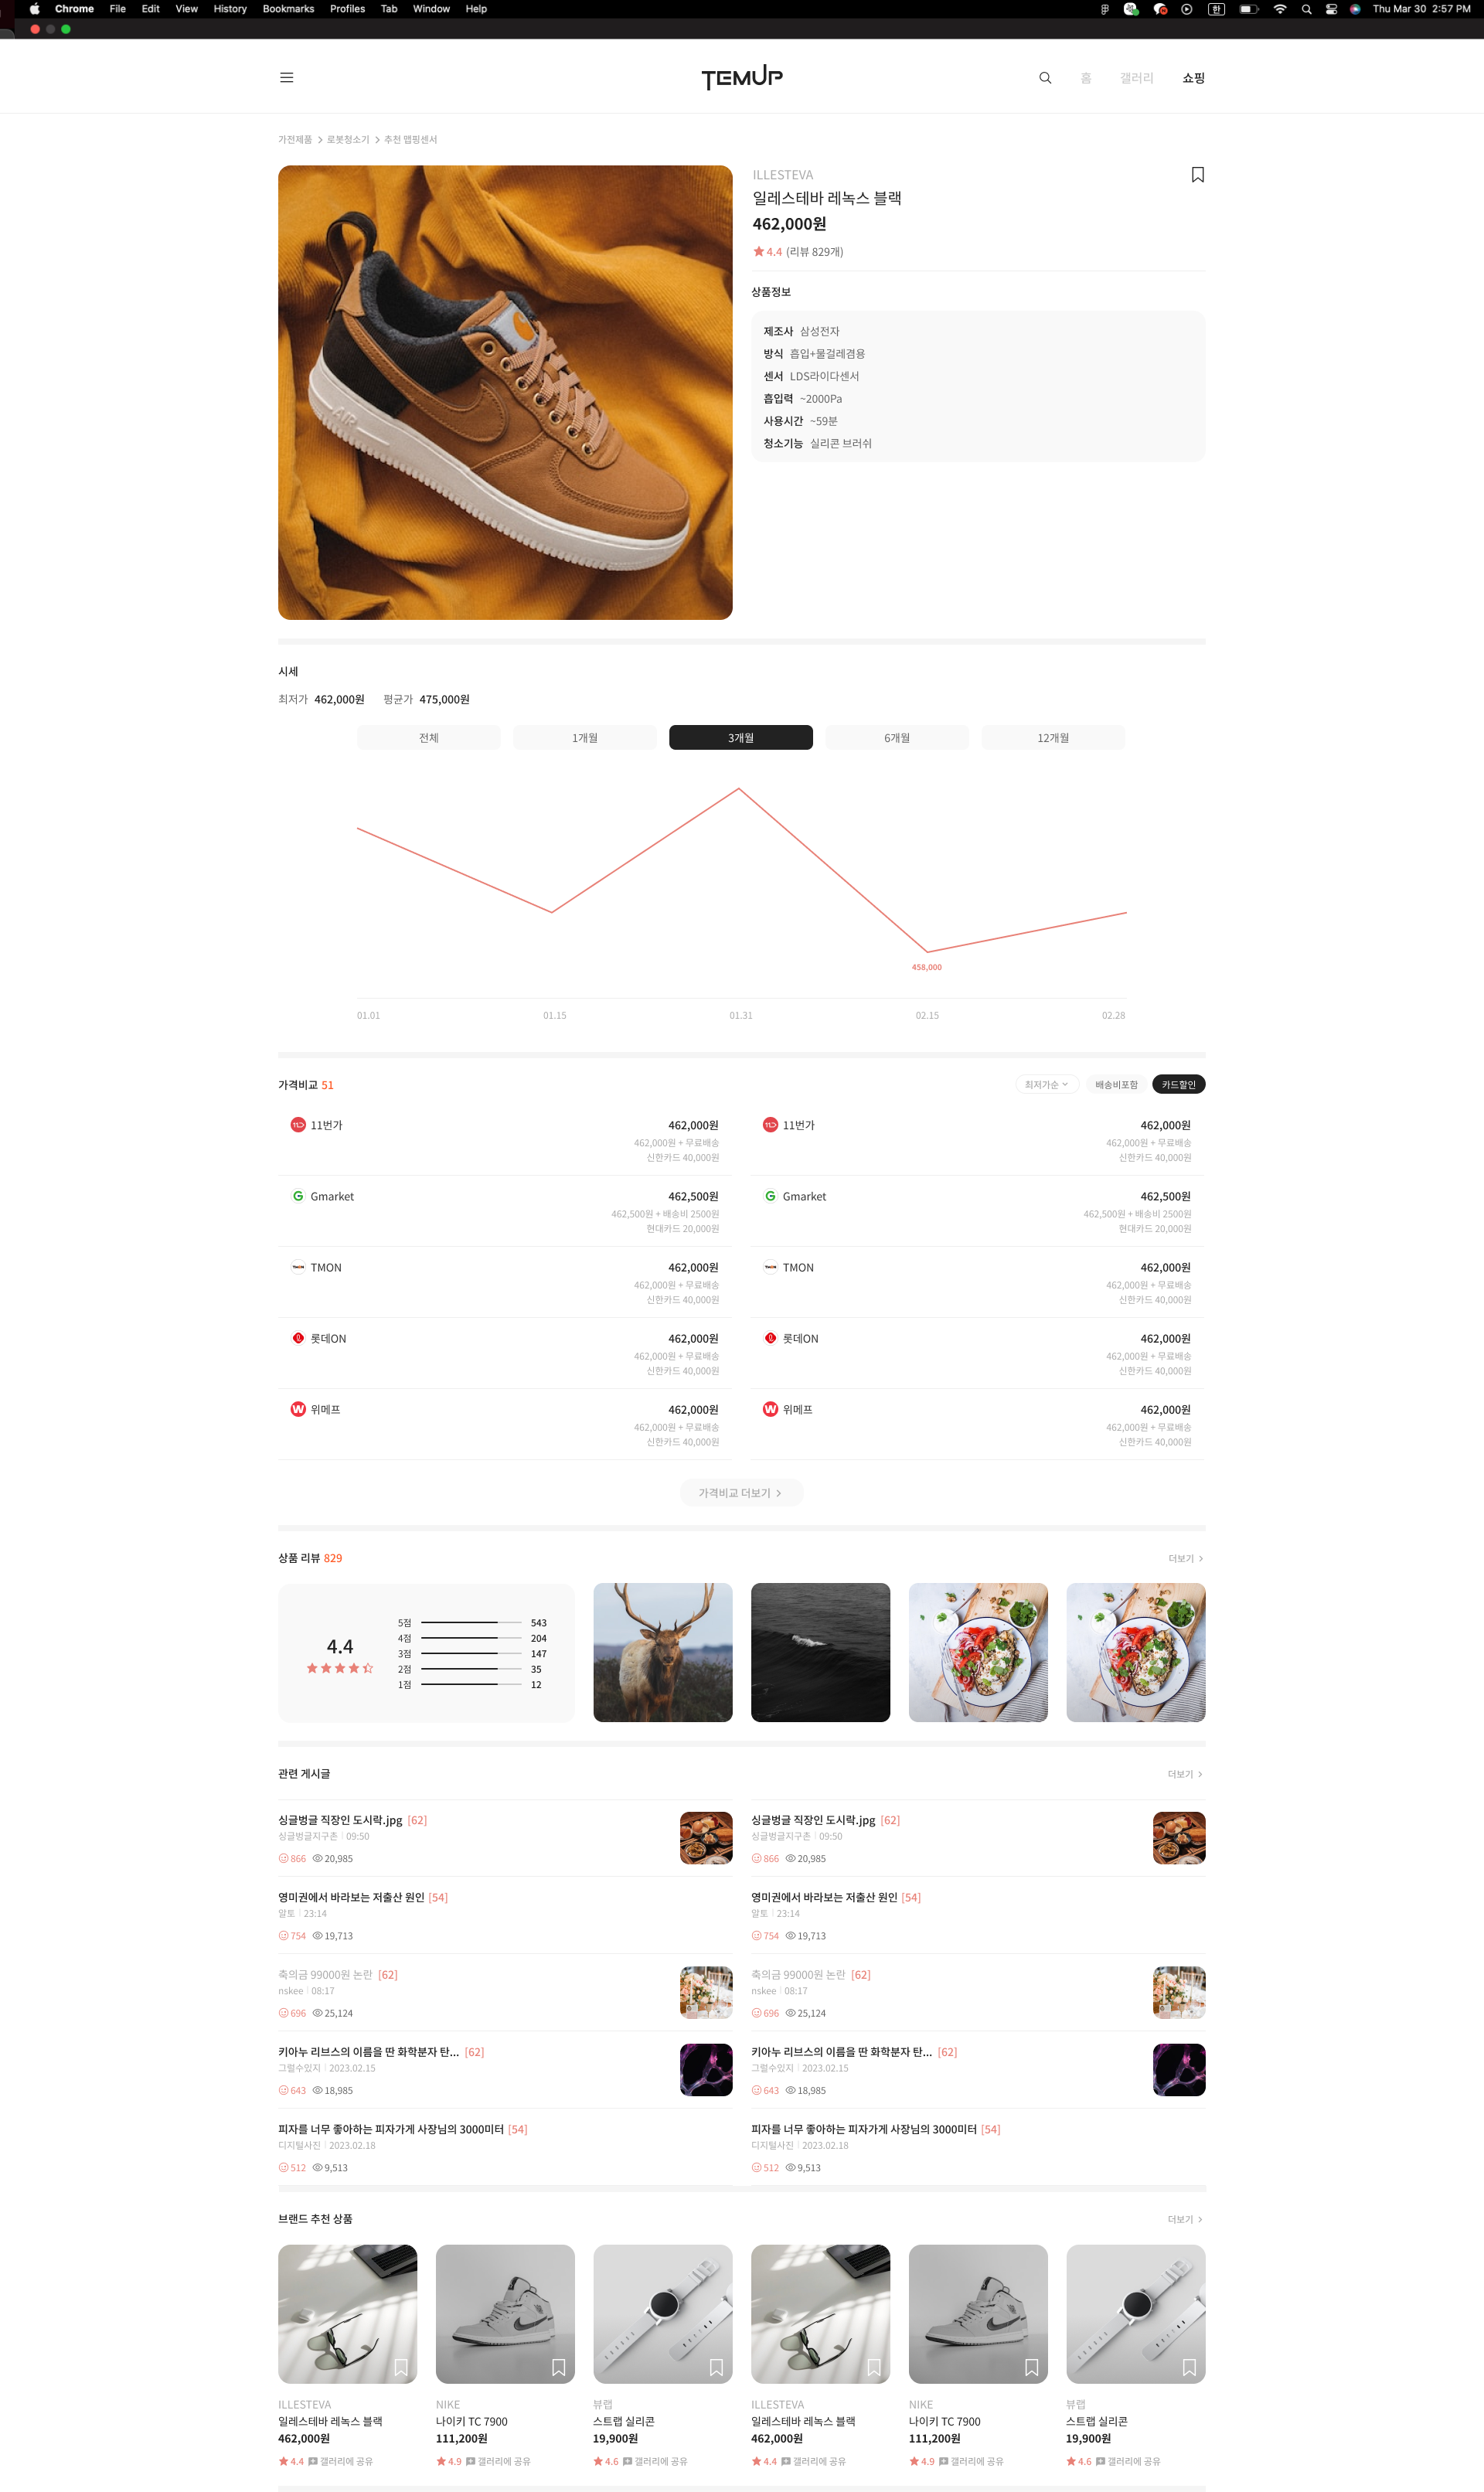 Chrome File Edit View History Bookmarks Profiles Tab Window Help 한 Thu Mar 30 2:57 PM
TEMUP 홈 갤러리 쇼핑
가전제품 > 로봇청소기 > 추천 맵핑센서
ILLESTEVA
일레스테바 레녹스 블랙
462,000원
4.4 (리뷰 829개)
상품정보
제조사 삼성전자
방식 흡입+물걸레겸용
센서 LDS라이다센서
흡입력 ~2000Pa
사용시간 ~59분
청소기능 실리콘 브러쉬
AIR
시세
최저가 462,000원 평균가 475,000원
전체 1개월 3개월 6개월 12개월
458,000
01.01 01.15 01.31 02.15 02.28
가격비교 51 최저가순 배송비포함 카드할인
11번가 462,000원 11번가 462,000원
462,000원 + 무료배송 462,000원 + 무료배송
신한카드 40,000원 신한카드 40,000원
Gmarket 462,500원 Gmarket 462,500원
462,500원 + 배송비 2500원 462,500원 + 배송비 2500원
현대카드 20,000원 현대카드 20,000원
TMON 462,000원 TMON 462,000원
462,000원 + 무료배송 462,000원 + 무료배송
신한카드 40,000원 신한카드 40,000원
롯데ON 462,000원 롯데ON 462,000원
462,000원 + 무료배송 462,000원 + 무료배송
신한카드 40,000원 신한카드 40,000원
위메프 462,000원 위메프 462,000원
462,000원 + 무료배송 462,000원 + 무료배송
신한카드 40,000원 신한카드 40,000원
가격비교 더보기 >
상품 리뷰 829 더보기 >
4.4
5점 543
4점 204
3점 147
2점 35
1점 12
관련 게시글 더보기 >
싱글벙글 직장인 도시락.jpg [62] 싱글벙글 직장인 도시락.jpg [62]
싱글벙글지구촌 | 09:50 싱글벙글지구촌 | 09:50
866 20,985 866 20,985
영미권에서 바라보는 저출산 원인 [54] 영미권에서 바라보는 저출산 원인 [54]
알토 | 23:14 알토 | 23:14
754 19,713 754 19,713
축의금 99000원 논란 [62] 축의금 99000원 논란 [62]
nskee | 08:17 nskee | 08:17
696 25,124 696 25,124
키아누 리브스의 이름을 딴 화학분자 탄... [62] 키아누 리브스의 이름을 딴 화학분자 탄... [62]
그럴수있지 | 2023.02.15 그럴수있지 | 2023.02.15
643 18,985 643 18,985
피자를 너무 좋아하는 피자가게 사장님의 3000미터 [54] 피자를 너무 좋아하는 피자가게 사장님의 3000미터 [54]
디지털사진 | 2023.02.18 디지털사진 | 2023.02.18
512 9,513 512 9,513
브랜드 추천 상품 더보기 >
ILLESTEVA NIKE 뷰랩 ILLESTEVA NIKE 뷰랩
일레스테바 레녹스 블랙 나이키 TC 7900 스트랩 실리콘 일레스테바 레녹스 블랙 나이키 TC 7900 스트랩 실리콘
462,000원 111,200원 19,900원 462,000원 111,200원 19,900원
4.4 갤러리에 공유 4.9 갤러리에 공유 4.6 갤러리에 공유 4.4 갤러리에 공유 4.9 갤러리에 공유 4.6 갤러리에 공유